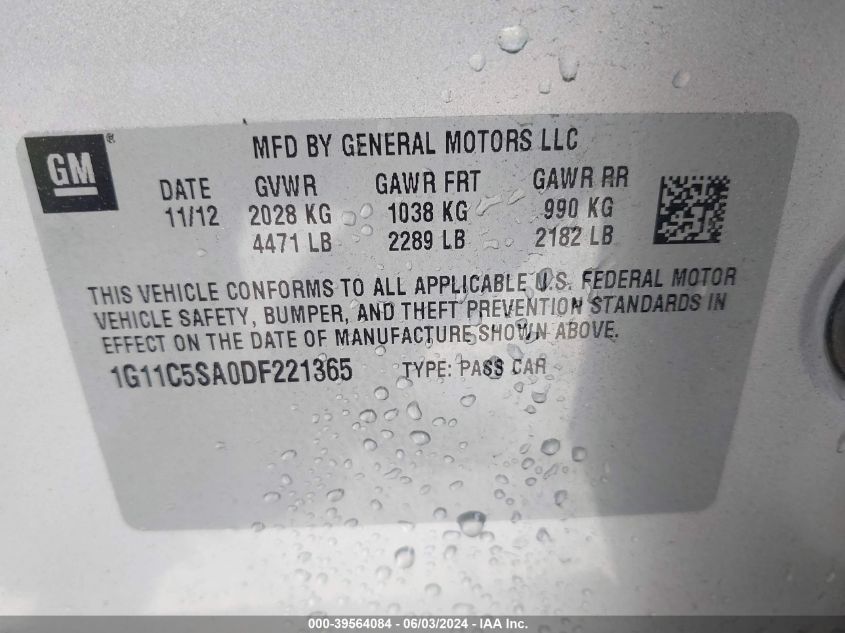 GM®
MFD BY GENERAL MOTORS LLC
DATE GVWR GAWR FRT GAWR RR
11/12 2028 KG 1038 KG 990 KG
4471 LB 2289 LB 2182 LB
THIS VEHICLE CONFORMS TO ALL APPLICABLE U.S. FEDERAL MOTOR
VEHICLE SAFETY, BUMPER, AND THEFT PREVENTION STANDARDS IN
EFFECT ON THE DATE OF MANUFACTURE SHOWN ABOVE.
1G11C5SA0DF221365 TYPE: PASS CAR
000-39564084 - 06/03/2024 - IAA Inc.